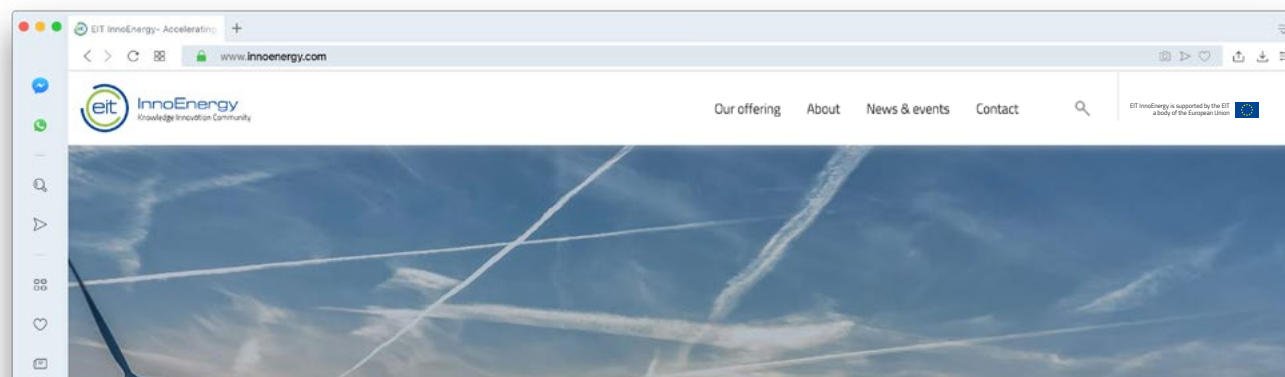 EIT InnoEnergy- Accelerating
www.innoenergy.com
eit InnoEnergy
Knowledge Innovation Community
Our offering About News & events Contact
EIT InnoEnergy is supported by the EIT
a body of the European Union